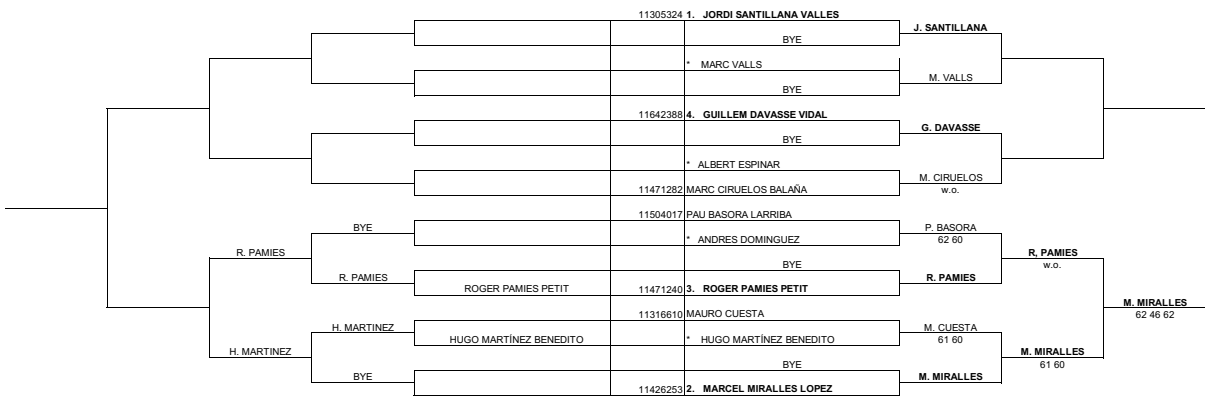 11305324 1. JORDI SANTILLANA VALLES
J. SANTILLANA
BYE
* MARC VALLS
M. VALLS
BYE
11642388 4. GUILLEM DAVASSE VIDAL
G. DAVASSE
BYE
* ALBERT ESPINAR
M. CIRUELOS
11471282 MARC CIRUELOS BALAÑA
w.o.
11504017 PAU BASORA LARRIBA
BYE
P. BASORA
* ANDRES DOMINGUEZ
62 60
R. PAMIES
R, PAMIES
BYE
w.o.
R. PAMIES
R. PAMIES
ROGER PAMIES PETIT
11471240 3. ROGER PAMIES PETIT
M. MIRALLES
11316610 MAURO CUESTA
62 46 62
H. MARTINEZ
M. CUESTA
HUGO MARTÍNEZ BENEDITO
* HUGO MARTÍNEZ BENEDITO
61 60
H. MARTINEZ
M. MIRALLES
BYE
61 60
BYE
M. MIRALLES
11426253 2. MARCEL MIRALLES LOPEZ